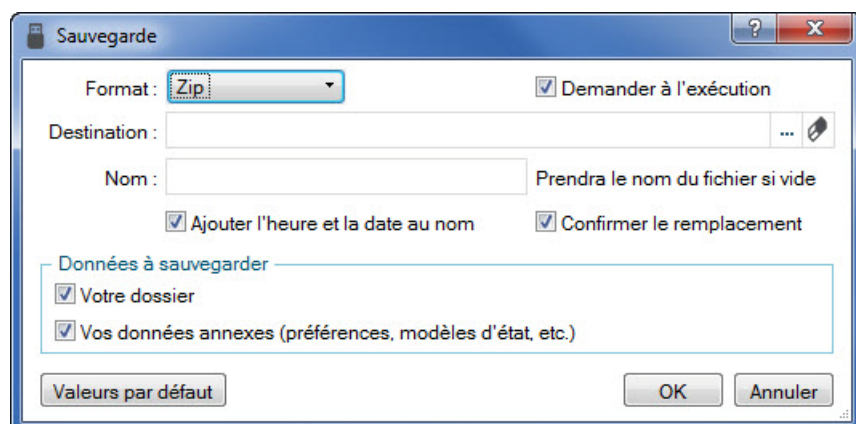 Sauvegarde
Format : Zip Demander à l'exécution
Destination : ...
Nom : Prendra le nom du fichier si vide
Ajouter l'heure et la date au nom Confirmer le remplacement
Données à sauvegarder
Votre dossier
Vos données annexes (préférences, modèles d'état, etc.)
Valeurs par défaut OK Annuler